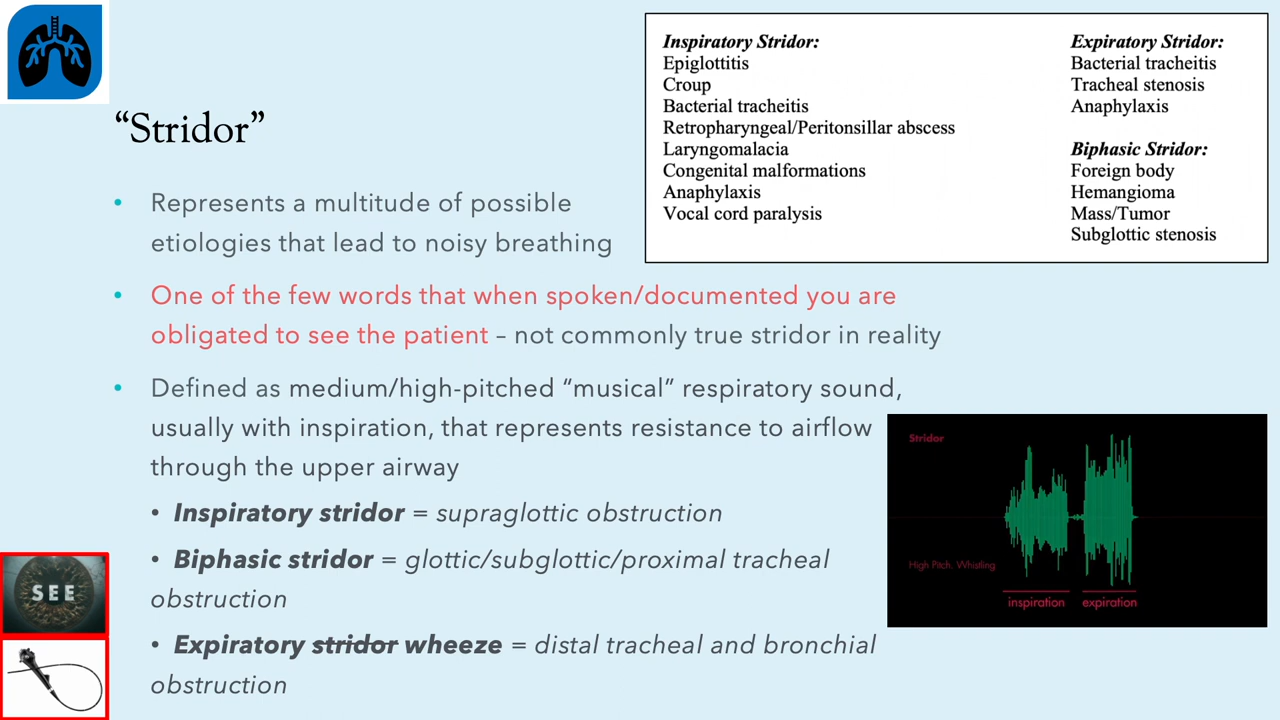 “Stridor”
Inspiratory Stridor:
Epiglottitis
Croup
Bacterial tracheitis
Retropharyngeal/Peritonsillar abscess
Laryngomalacia
Congenital malformations
Anaphylaxis
Vocal cord paralysis
Expiratory Stridor:
Bacterial tracheitis
Tracheal stenosis
Anaphylaxis
Biphasic Stridor:
Foreign body
Hemangioma
Mass/Tumor
Subglottic stenosis
• Represents a multitude of possible
etiologies that lead to noisy breathing
• One of the few words that when spoken/documented you are
obligated to see the patient – not commonly true stridor in reality
• Defined as medium/high-pitched “musical” respiratory sound,
usually with inspiration, that represents resistance to airflow
through the upper airway
• Inspiratory stridor = supraglottic obstruction
• Biphasic stridor = glottic/subglottic/proximal tracheal
obstruction
• Expiratory stridor wheeze = distal tracheal and bronchial
obstruction
Stridor
High Pitch, Whistling
inspiration expiration
SEE